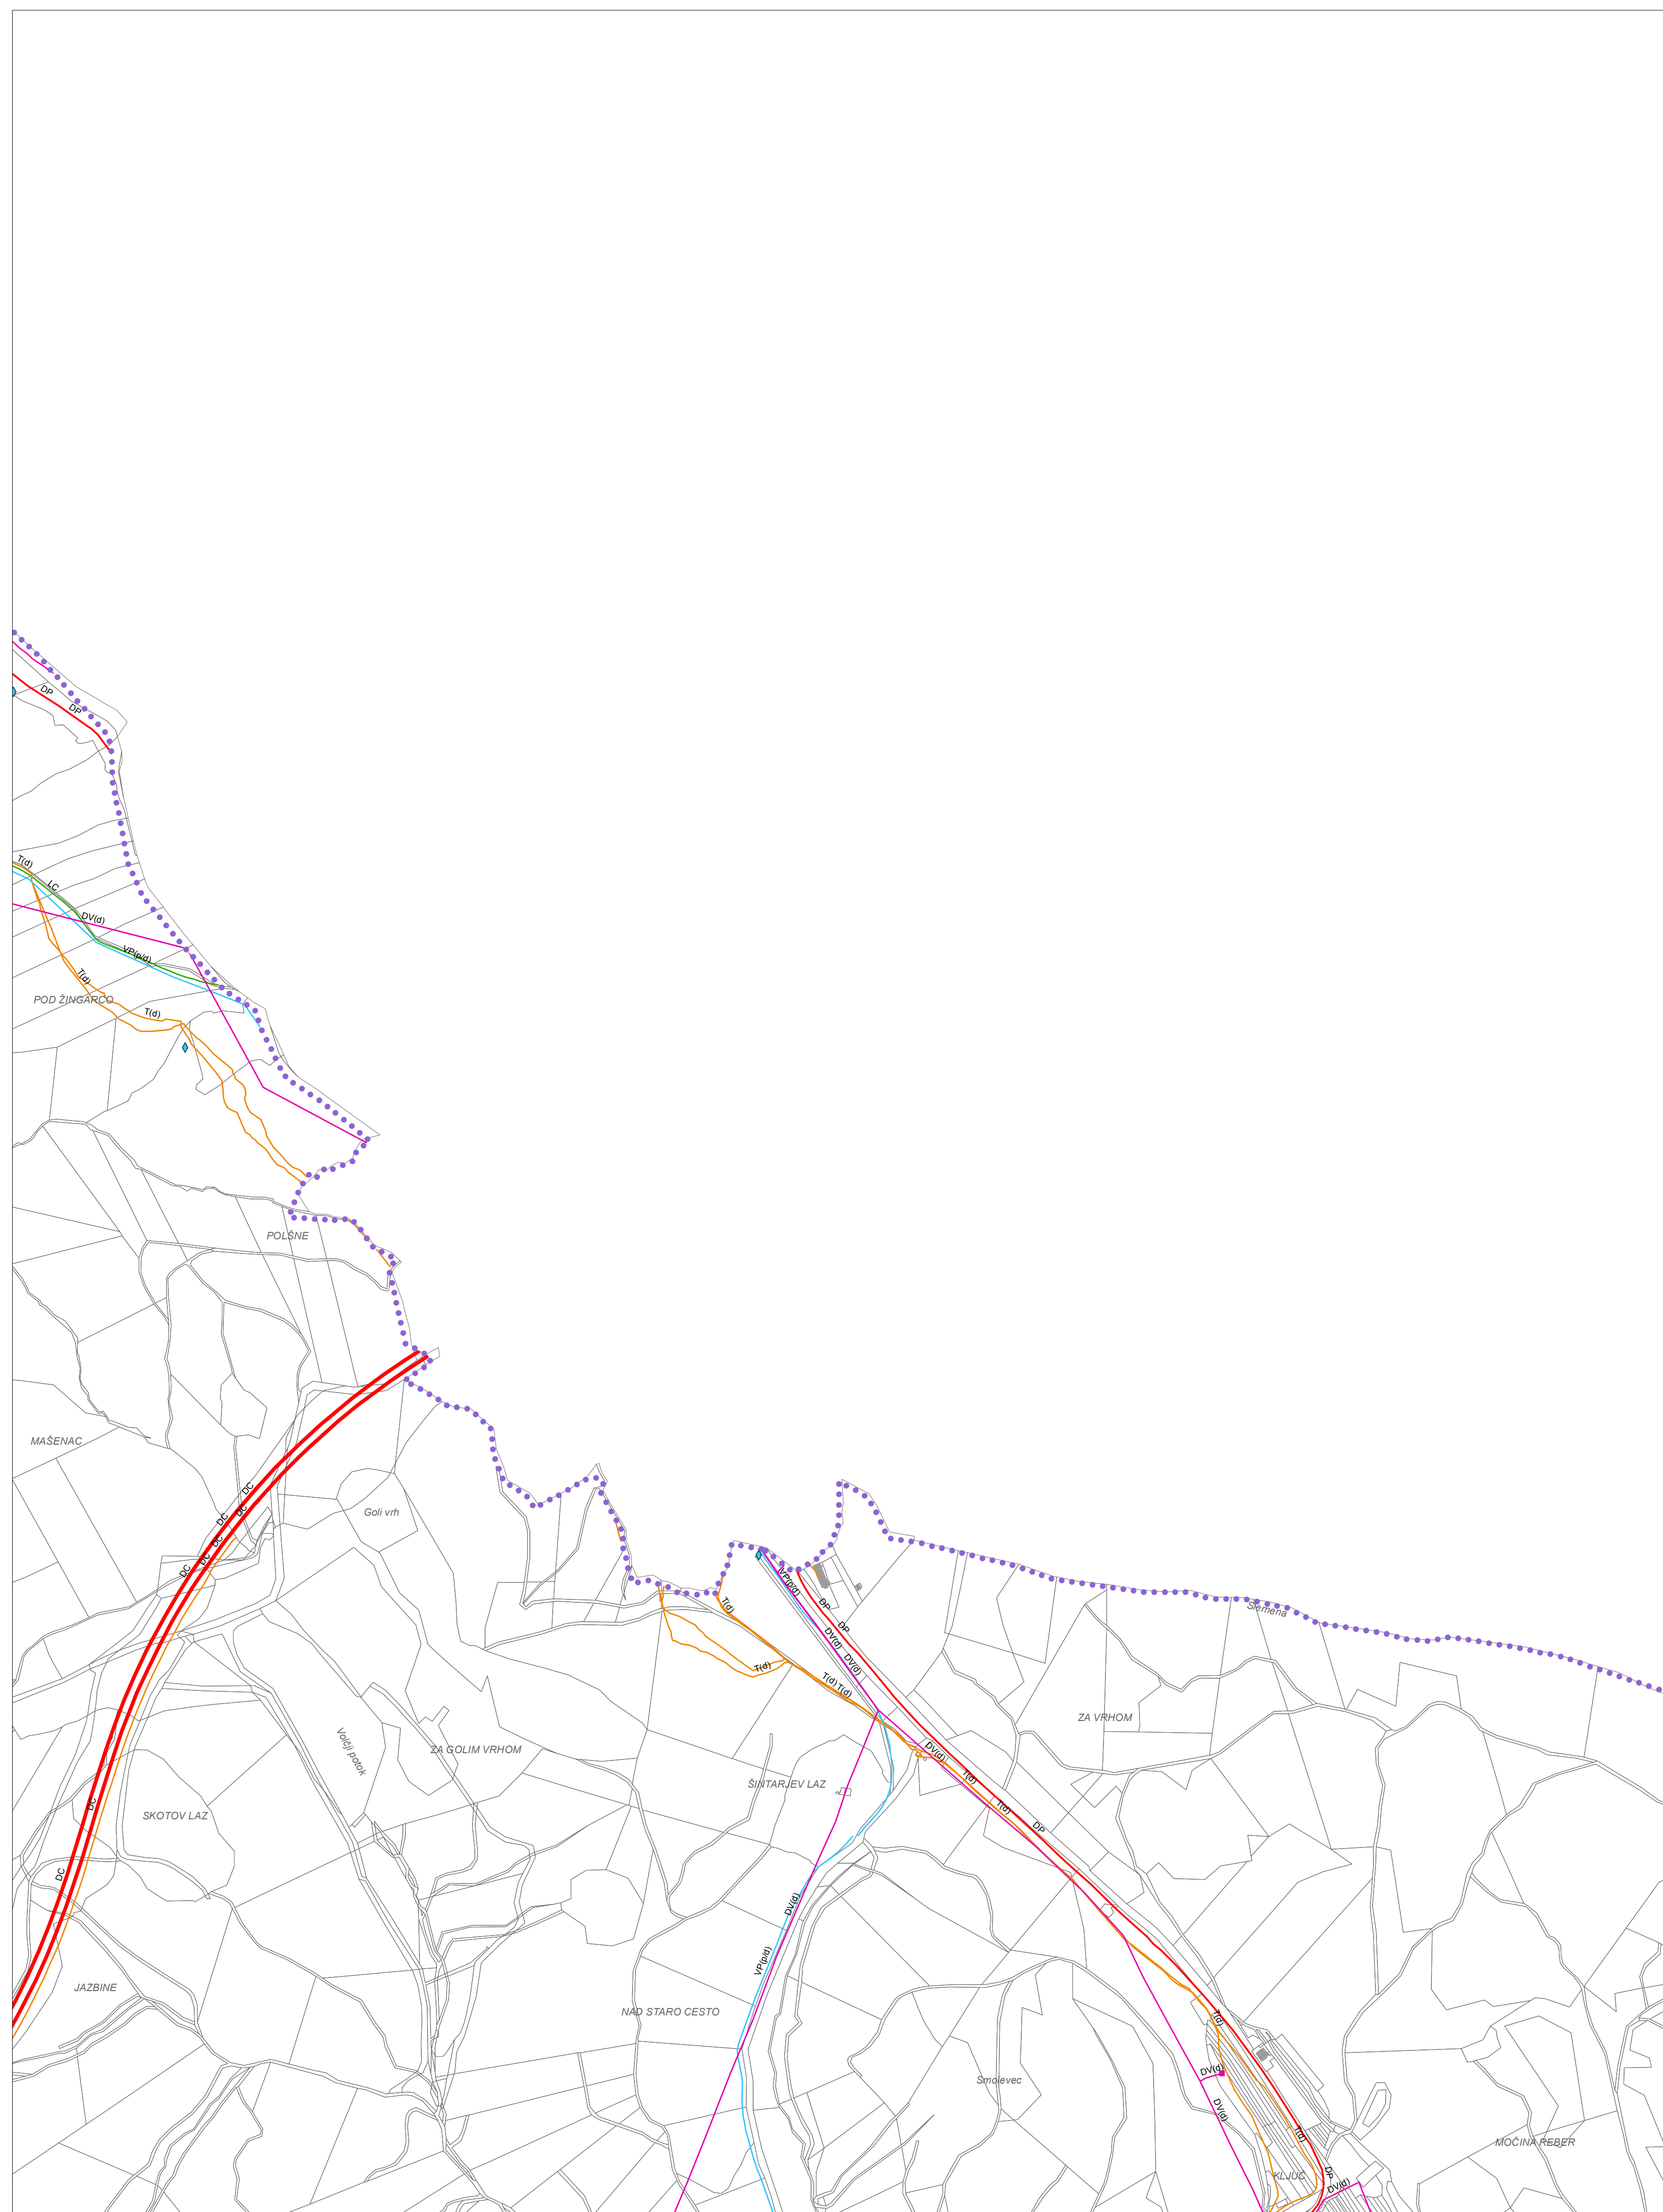 DP
DP
T(d)
LC
DV(d)
VP(p/d)
T(d)
POD ŽINGARCO
T(d)
POLŠNE
MAŠENAC
DC
Goli vrh
DC
DC
DC
DC
DC
VP(p/d)
DP
T(d)
Slemena
DP
DV(d)
DV(d)
T(d)
T(d)
T(d)
ZA VRHOM
Volčji potok
ZA GOLIM VRHOM
DV(d)
T(d)
ŠINTARJEV LAZ
DC
T(d)
SKOTOV LAZ
DP
DC
DV(d)
VP(p/d)
JAZBINE
NAD STARO CESTO
T(d)
DV(d)
Smolevec
DV(d)
T(d)
MOČINA REBER
DP
KLJUČ
DV(d)